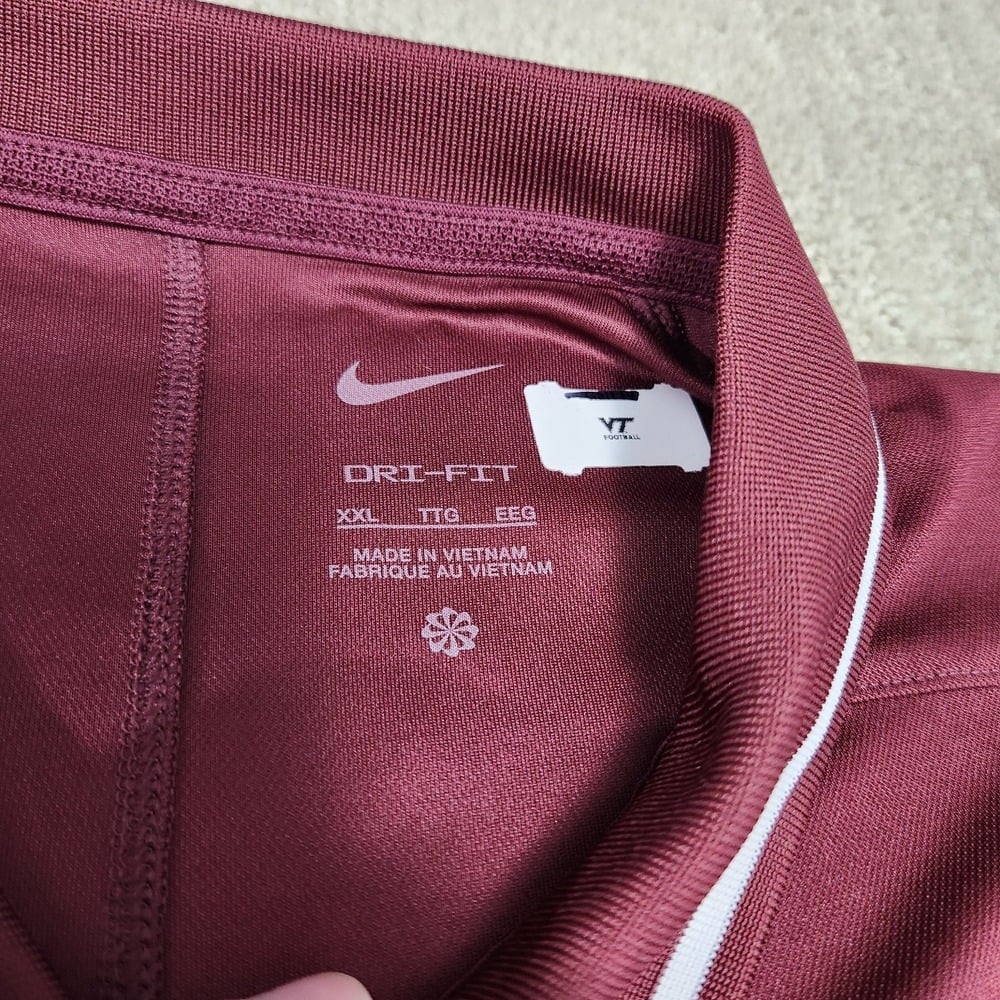 VT
FOOTBALL
DRI-FIT
XXL TTG EEG
MADE IN VIETNAM
FABRIQUE AU VIETNAM